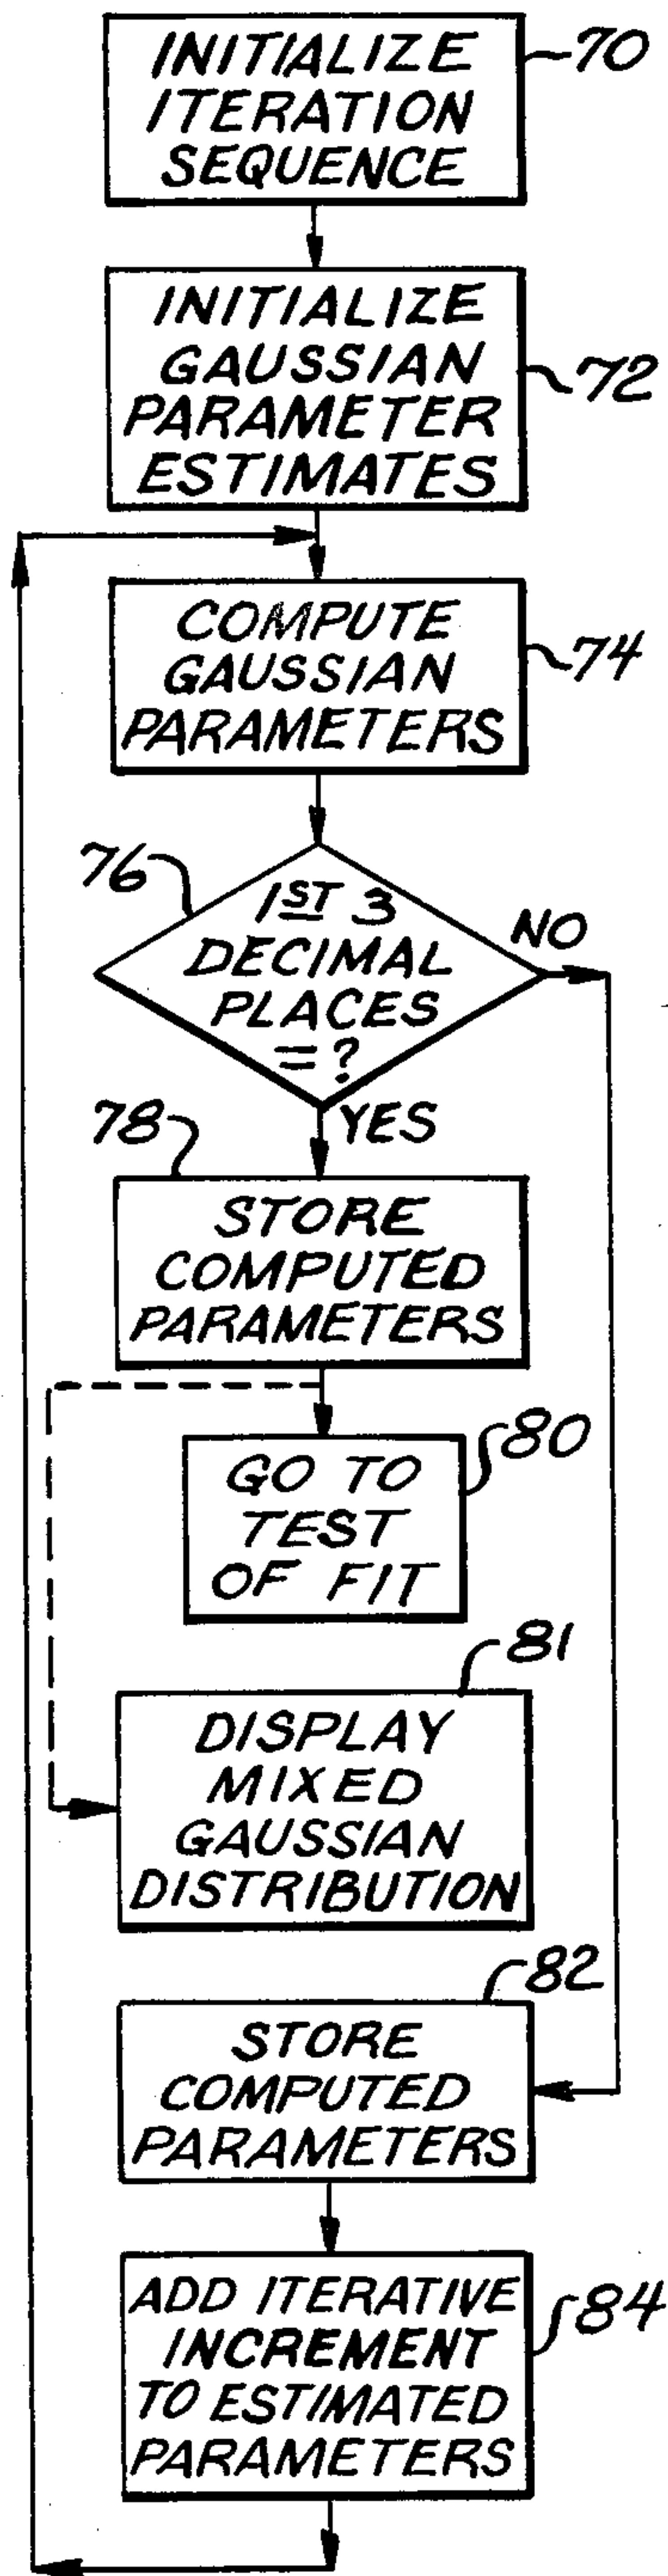 INITIALIZE
ITERATION
SEQUENCE
70
INITIALIZE
GAUSSIAN
PARAMETER
ESTIMATES
72
COMPUTE
GAUSSIAN
PARAMETERS
74
76
1ST 3
DECIMAL
PLACES
=?
NO
YES
78
STORE
COMPUTED
PARAMETERS
80
GO TO
TEST
OF FIT
81
DISPLAY
MIXED
GAUSSIAN
DISTRIBUTION
82
STORE
COMPUTED
PARAMETERS
ADD ITERATIVE
INCREMENT
TO ESTIMATED
PARAMETERS
84